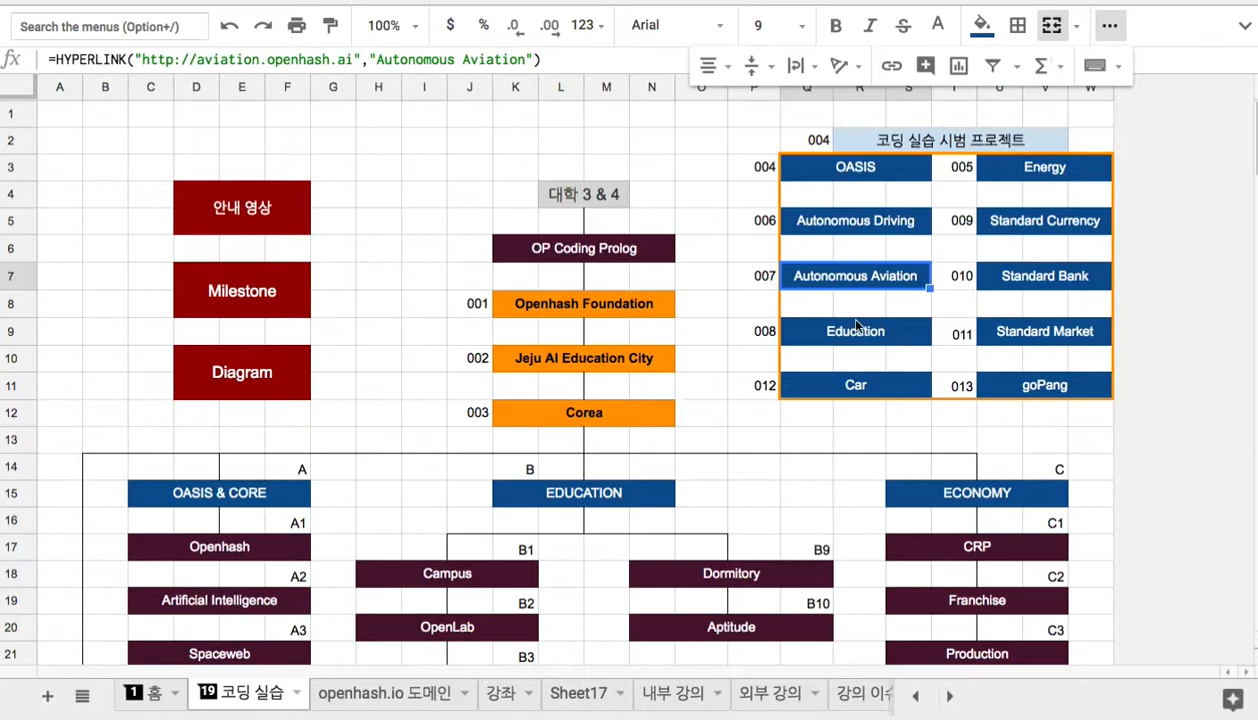 Search the menus (Option+/)
100%
$ % .0 .00 123
Arial
9
B I S A
fx =HYPERLINK("http://aviation.openhash.ai","Autonomous Aviation")
A B C D E F G H I J K L M N O P Q R S T U V W
1
2 004 코딩 실습 시범 프로젝트
3 004 OASIS 005 Energy
4 안내 영상 대학 3 & 4
5 006 Autonomous Driving 009 Standard Currency
6 OP Coding Prolog
7 Milestone 007 Autonomous Aviation 010 Standard Bank
8 001 Openhash Foundation
9 008 Education 011 Standard Market
10 Diagram 002 Jeju AI Education City
11 012 Car 013 goPang
12 003 Corea
13
14 A B C
15 OASIS & CORE EDUCATION ECONOMY
16 A1 C1
17 Openhash B1 B9 CRP
18 A2 Campus Dormitory C2
19 Artificial Intelligence B2 B10 Franchise
20 A3 OpenLab Aptitude C3
21 Spaceweb B3 Production
1 홈 19 코딩 실습 openhash.io 도메인 강좌 Sheet17 내부 강의 외부 강의 강의 이수